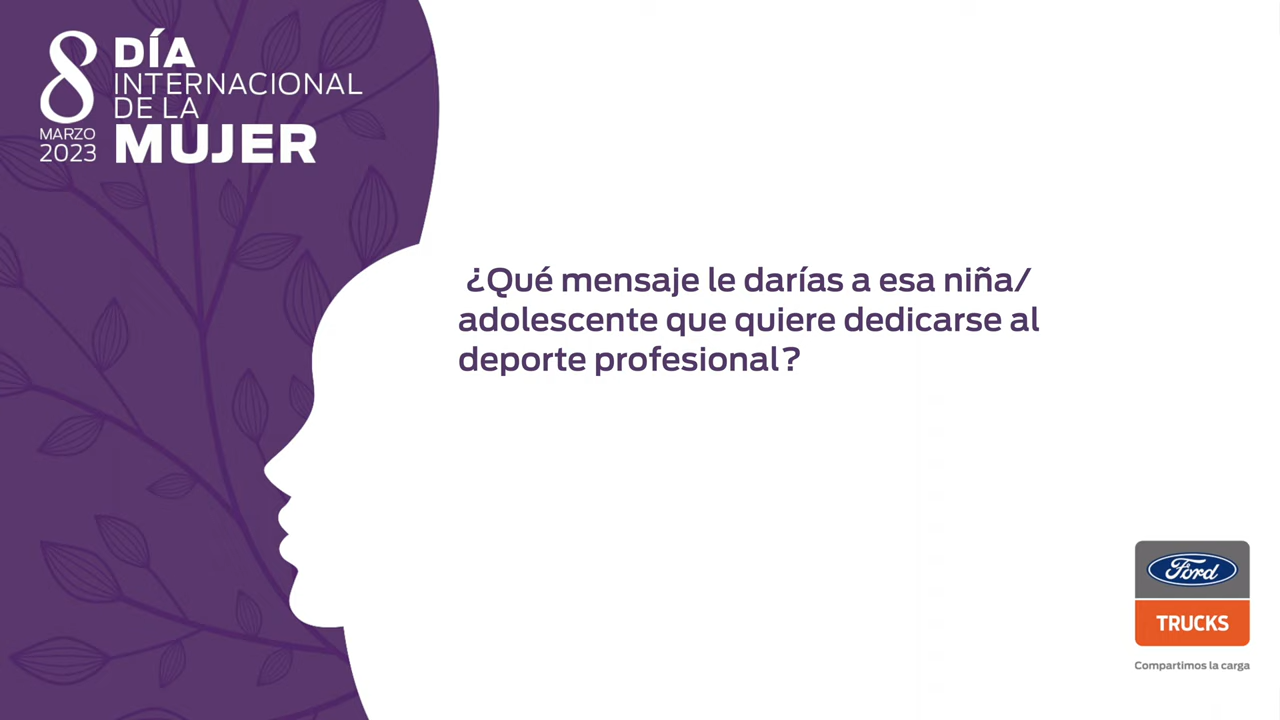 8
MARZO
2023
DÍA
INTERNACIONAL
DE LA
MUJER
¿Qué mensaje le darías a esa niña/
adolescente que quiere dedicarse al
deporte profesional?
Ford
TRUCKS
Compartimos la carga